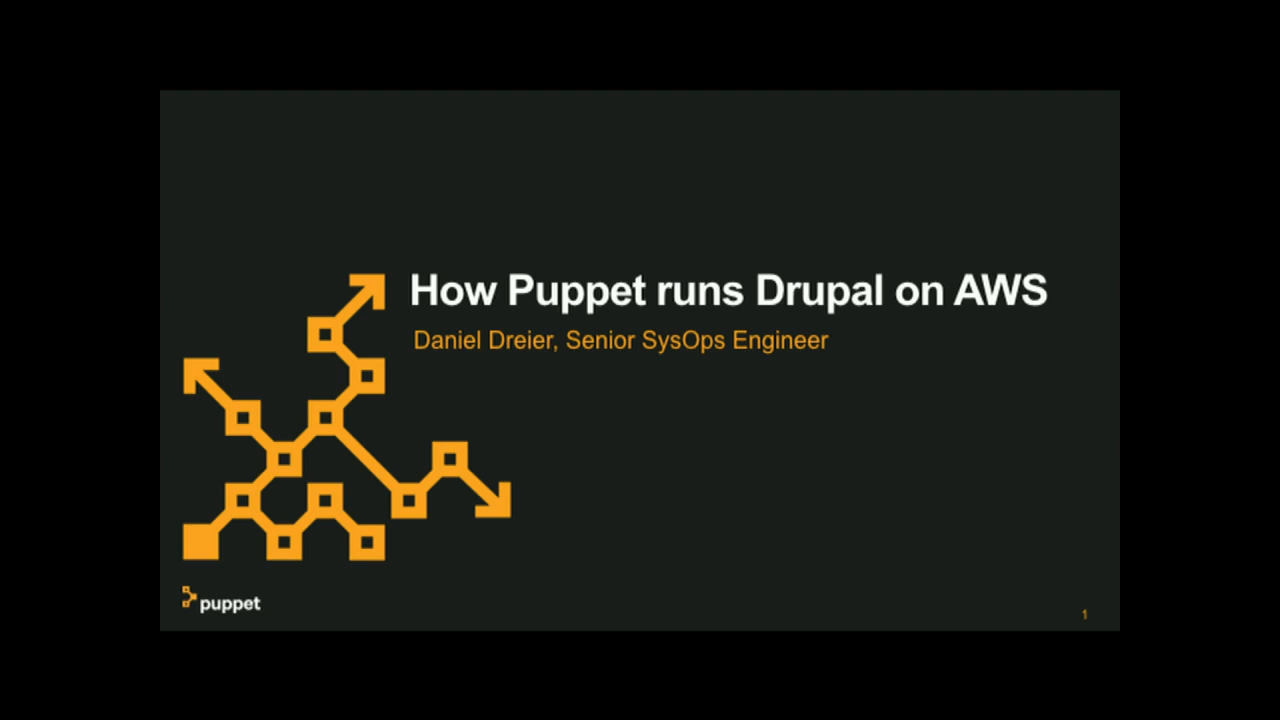 How Puppet runs Drupal on AWS
Daniel Dreier, Senior SysOps Engineer
puppet
1